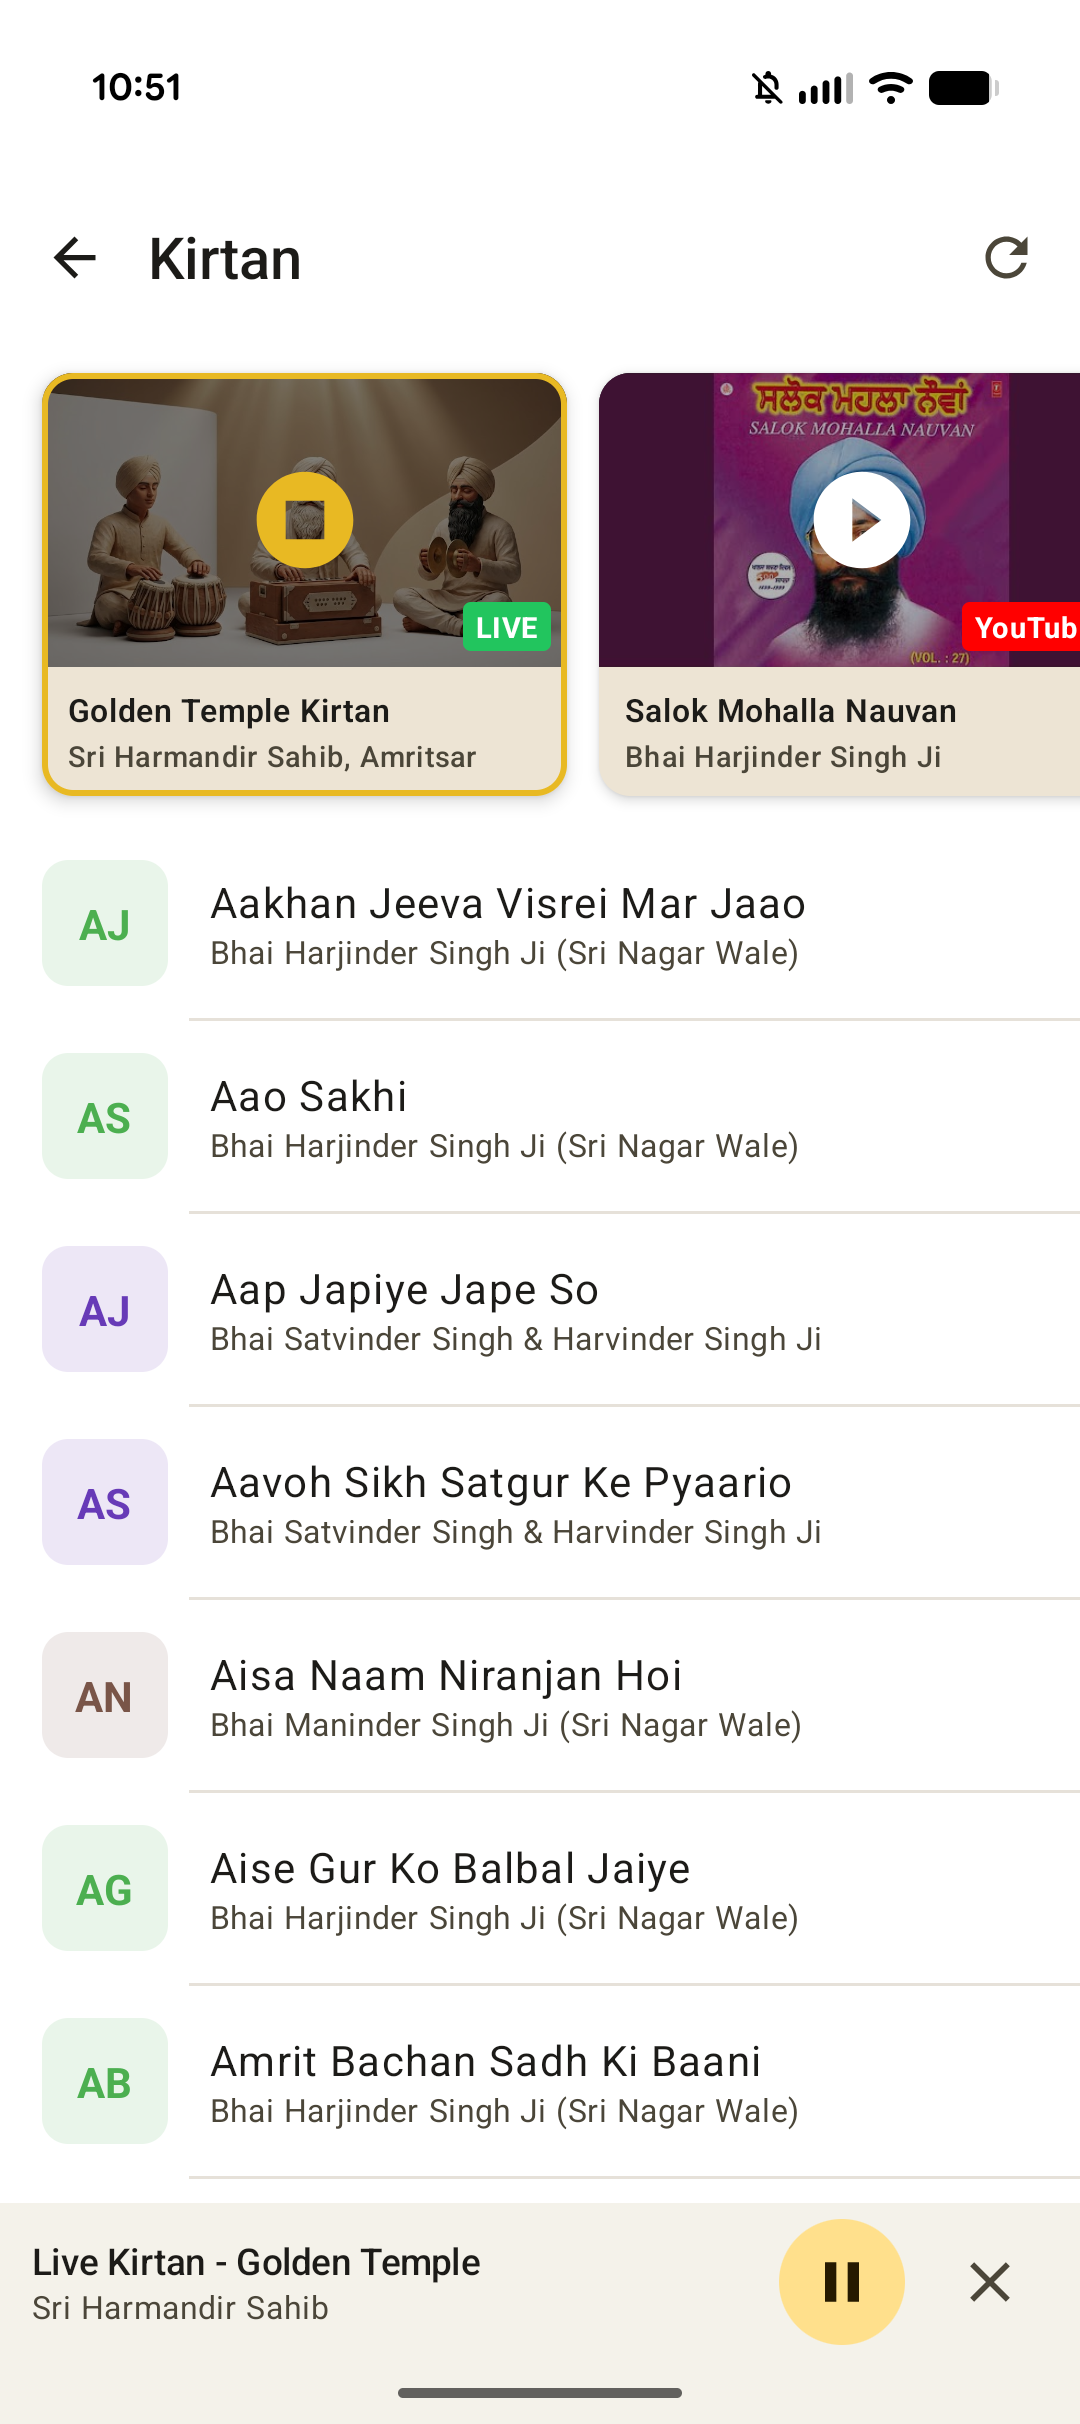 10:51
Kirtan
ਸਲੋਕ ਮਹਲਾ ਨੌਵਾਂ
SALOK MOHALLA NAUVAN
(VOL. : 27)
LIVE
YouTub
Golden Temple Kirtan
Sri Harmandir Sahib, Amritsar
Salok Mohalla Nauvan
Bhai Harjinder Singh Ji
AJ
Aakhan Jeeva Visrei Mar Jaao
Bhai Harjinder Singh Ji (Sri Nagar Wale)
AS
Aao Sakhi
Bhai Harjinder Singh Ji (Sri Nagar Wale)
AJ
Aap Japiye Jape So
Bhai Satvinder Singh & Harvinder Singh Ji
AS
Aavoh Sikh Satgur Ke Pyaario
Bhai Satvinder Singh & Harvinder Singh Ji
AN
Aisa Naam Niranjan Hoi
Bhai Maninder Singh Ji (Sri Nagar Wale)
AG
Aise Gur Ko Balbal Jaiye
Bhai Harjinder Singh Ji (Sri Nagar Wale)
AB
Amrit Bachan Sadh Ki Baani
Bhai Harjinder Singh Ji (Sri Nagar Wale)
Live Kirtan - Golden Temple
Sri Harmandir Sahib